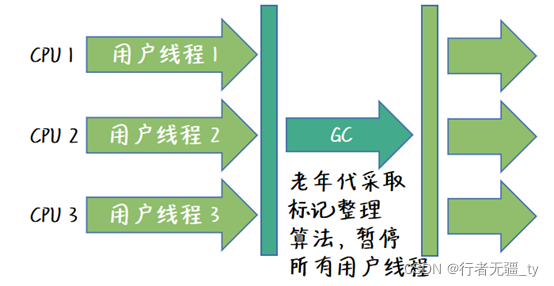 CPU 1 用户线程 1
CPU 2 用户线程 2
GC
CPU 3 用户线程 3
老年代采取
标记整理
算法，暂停
所有用户线程
CSDN @行者无疆_ty